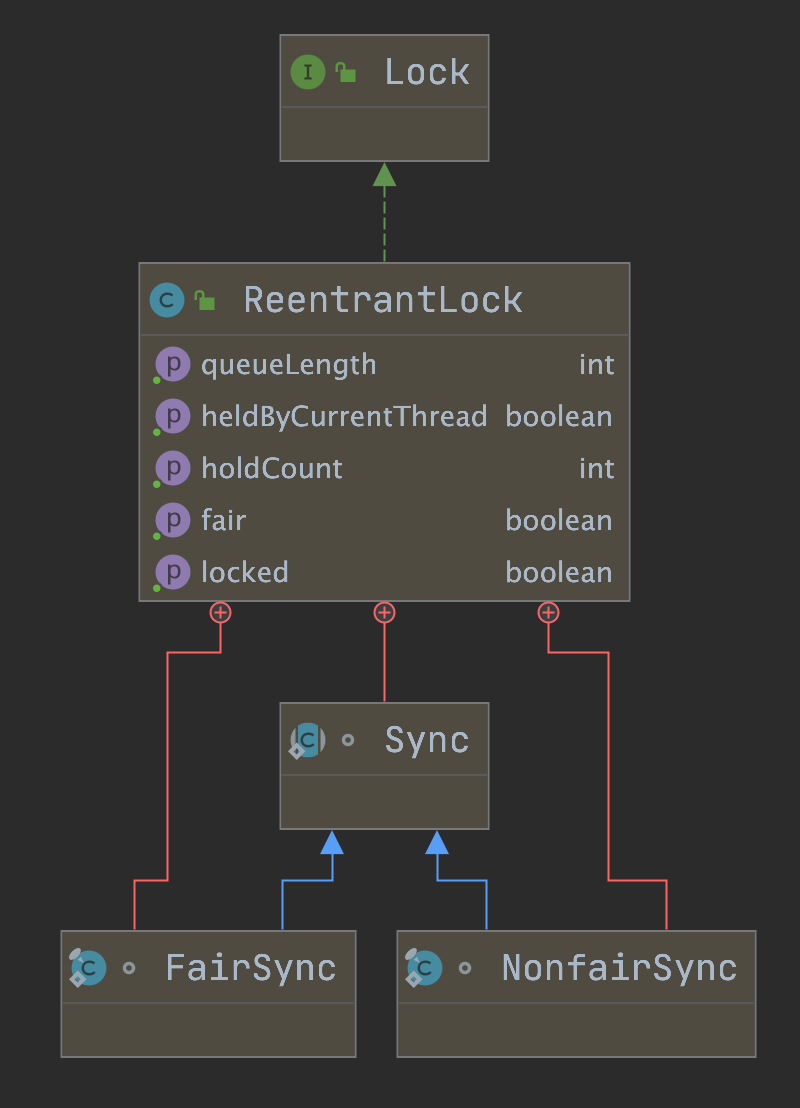 I Lock
C ReentrantLock
p queueLength int
p heldByCurrentThread boolean
p holdCount int
p fair boolean
p locked boolean
C Sync
C FairSync
C NonfairSync